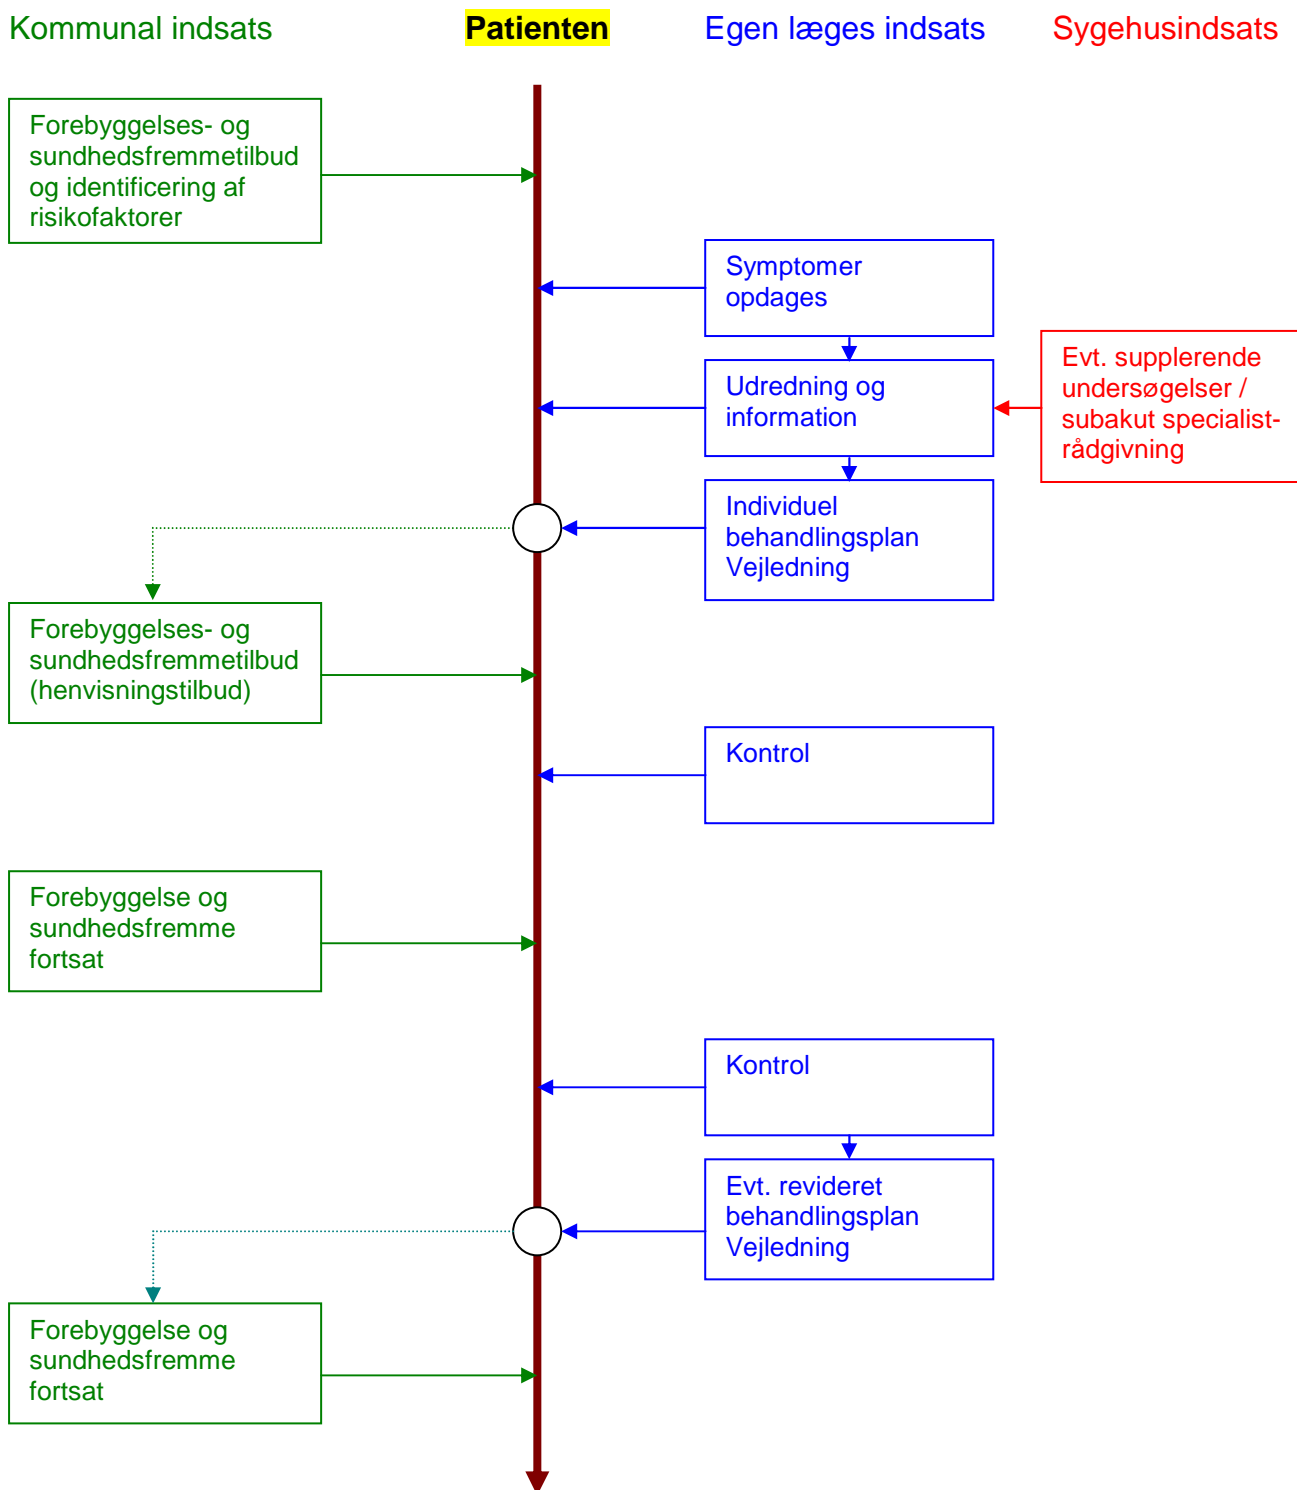 Kommunal indsats
Patienten
Egen læges indsats
Sygehusindsats
Forebyggelses- og
sundhedsfremmetilbud
og identificering af
risikofaktorer
Symptomer
opdages
Udredning og
information
Evt. supplerende
undersøgelser /
subakut specialist-
rådgivning
Individuel
behandlingsplan
Vejledning
Forebyggelses- og
sundhedsfremmetilbud
(henvisningstilbud)
Kontrol
Forebyggelse og
sundhedsfremme
fortsat
Kontrol
Evt. revideret
behandlingsplan
Vejledning
Forebyggelse og
sundhedsfremme
fortsat